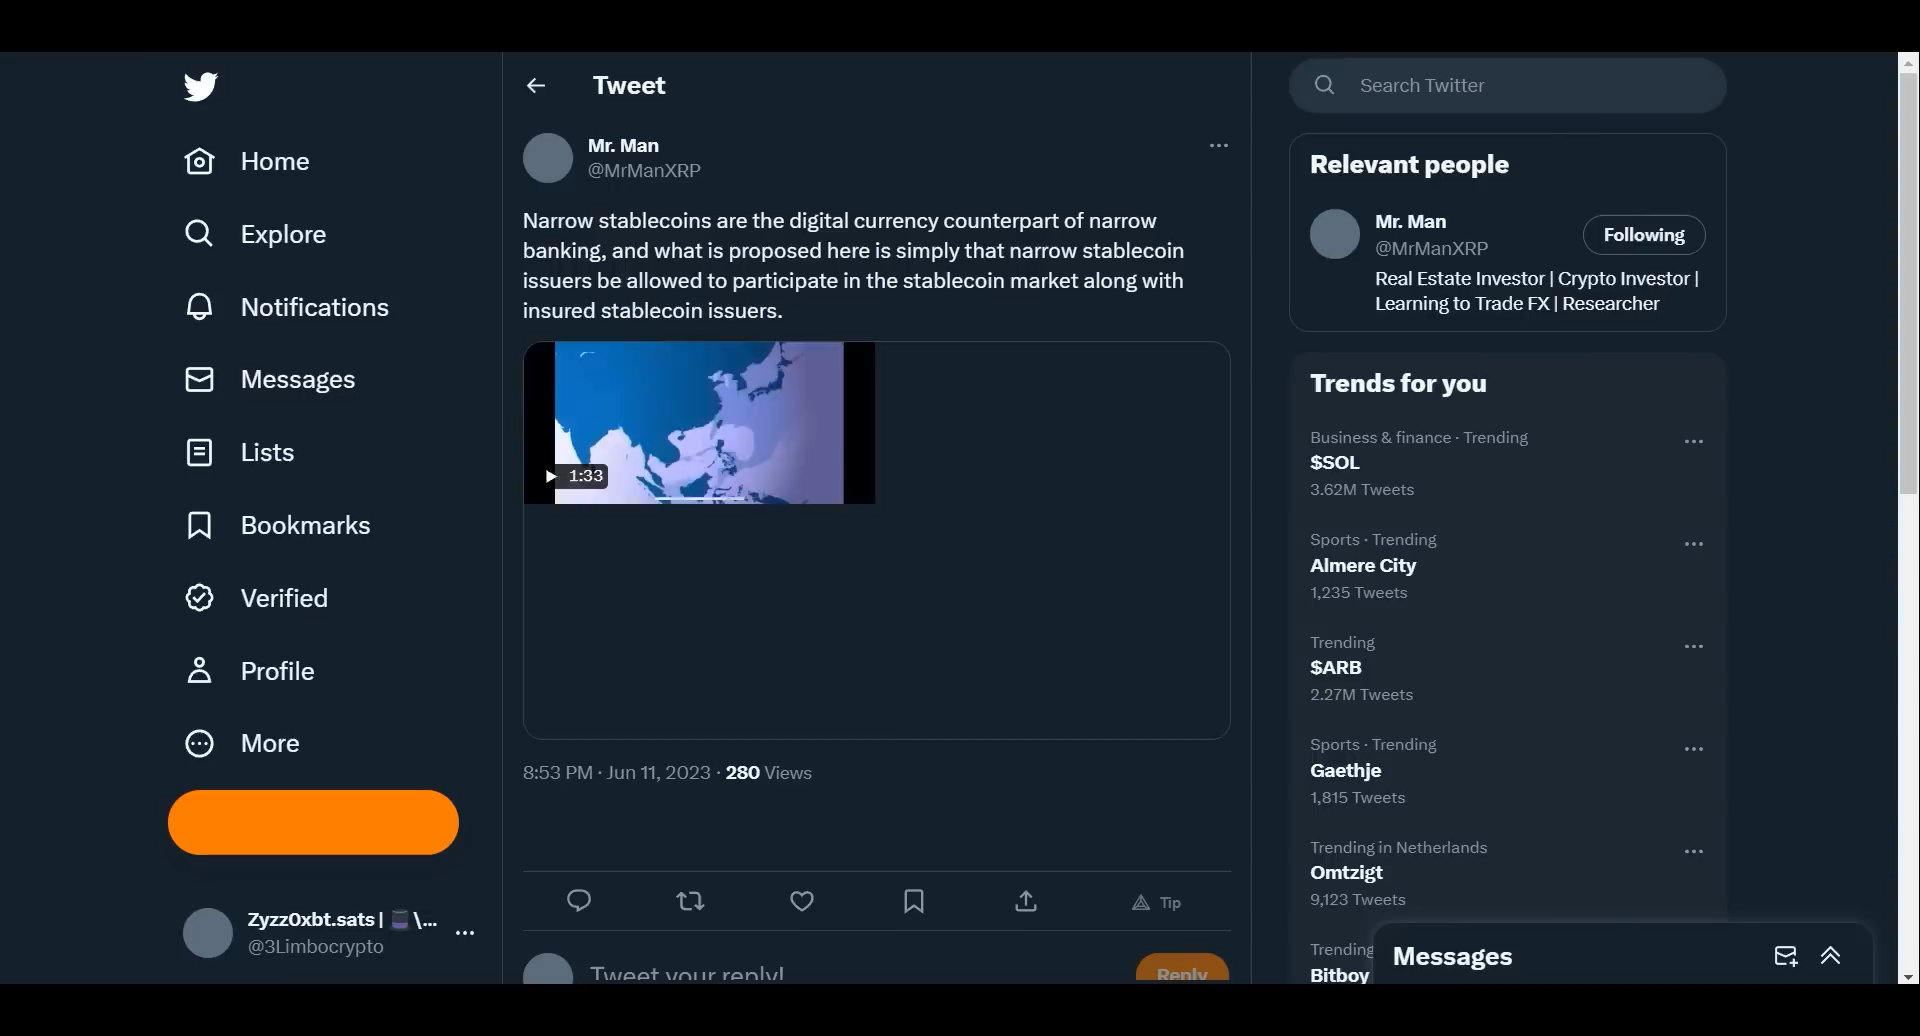 Tweet
Search Twitter
Home
Explore
Notifications
Messages
Lists
Bookmarks
Verified
Profile
More
Zyzz0xbt.sats | \...
@3Limbocrypto
Mr. Man
@MrManXRP
Narrow stablecoins are the digital currency counterpart of narrow
banking, and what is proposed here is simply that narrow stablecoin
issuers be allowed to participate in the stablecoin market along with
insured stablecoin issuers.
1:33
8:53 PM · Jun 11, 2023 · 280 Views
Tip
Tweet your reply!
Reply
Relevant people
Mr. Man
@MrManXRP
Following
Real Estate Investor | Crypto Investor |
Learning to Trade FX | Researcher
Trends for you
Business & finance · Trending
$SOL
3.62M Tweets
Sports · Trending
Almere City
1,235 Tweets
Trending
$ARB
2.27M Tweets
Sports · Trending
Gaethje
1,815 Tweets
Trending in Netherlands
Omtzigt
9,123 Tweets
Trending
Bitboy
Messages